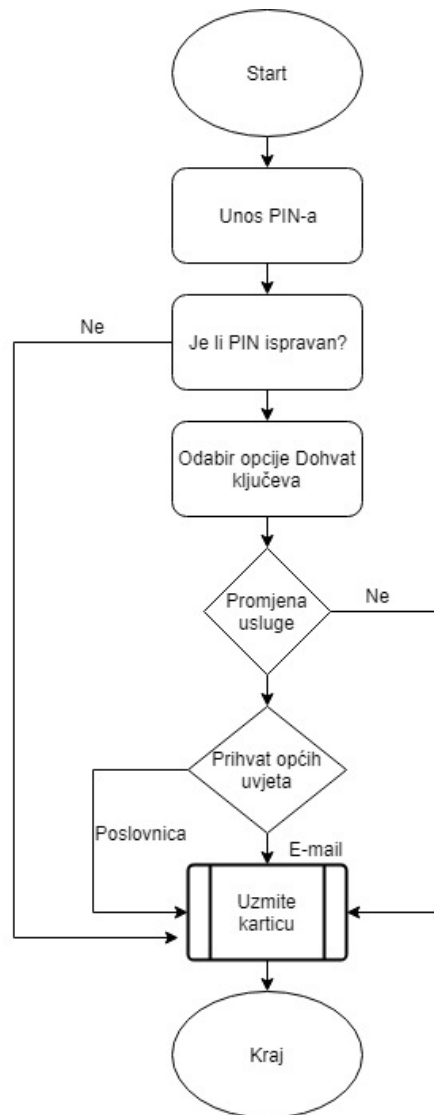 Start
Unos PIN-a
Ne
Je li PIN ispravan?
Odabir opcije Dohvat
ključeva
Promjena
usluge
Ne
Prihvat općih
uvjeta
Poslovnica
E-mail
Uzmite
karticu
Kraj